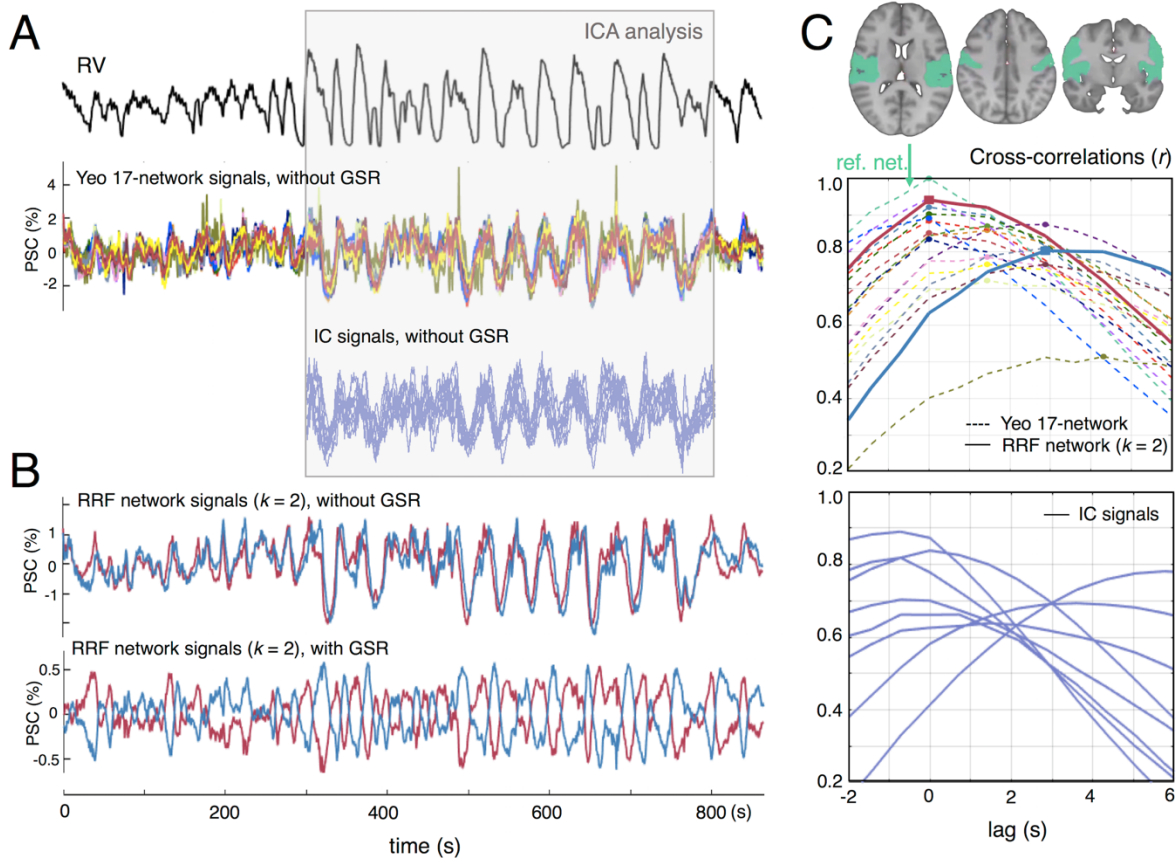 A
ICA analysis
RV
Yeo 17-network signals, without GSR
4
2
0
-2
PSC (%)
IC signals, without GSR
B
RRF network signals (k = 2), without GSR
1
0
-1
PSC (%)
RRF network signals (k = 2), with GSR
0.5
0
-0.5
PSC (%)
0 200 400 600 800 (s)
time (s)
C
ref. net.
Cross-correlations (r)
1.0
0.8
0.6
0.4
0.2
Yeo 17-network
RRF network (k = 2)
1.0
IC signals
0.8
0.6
0.4
0.2
-2 0 2 4 6
lag (s)